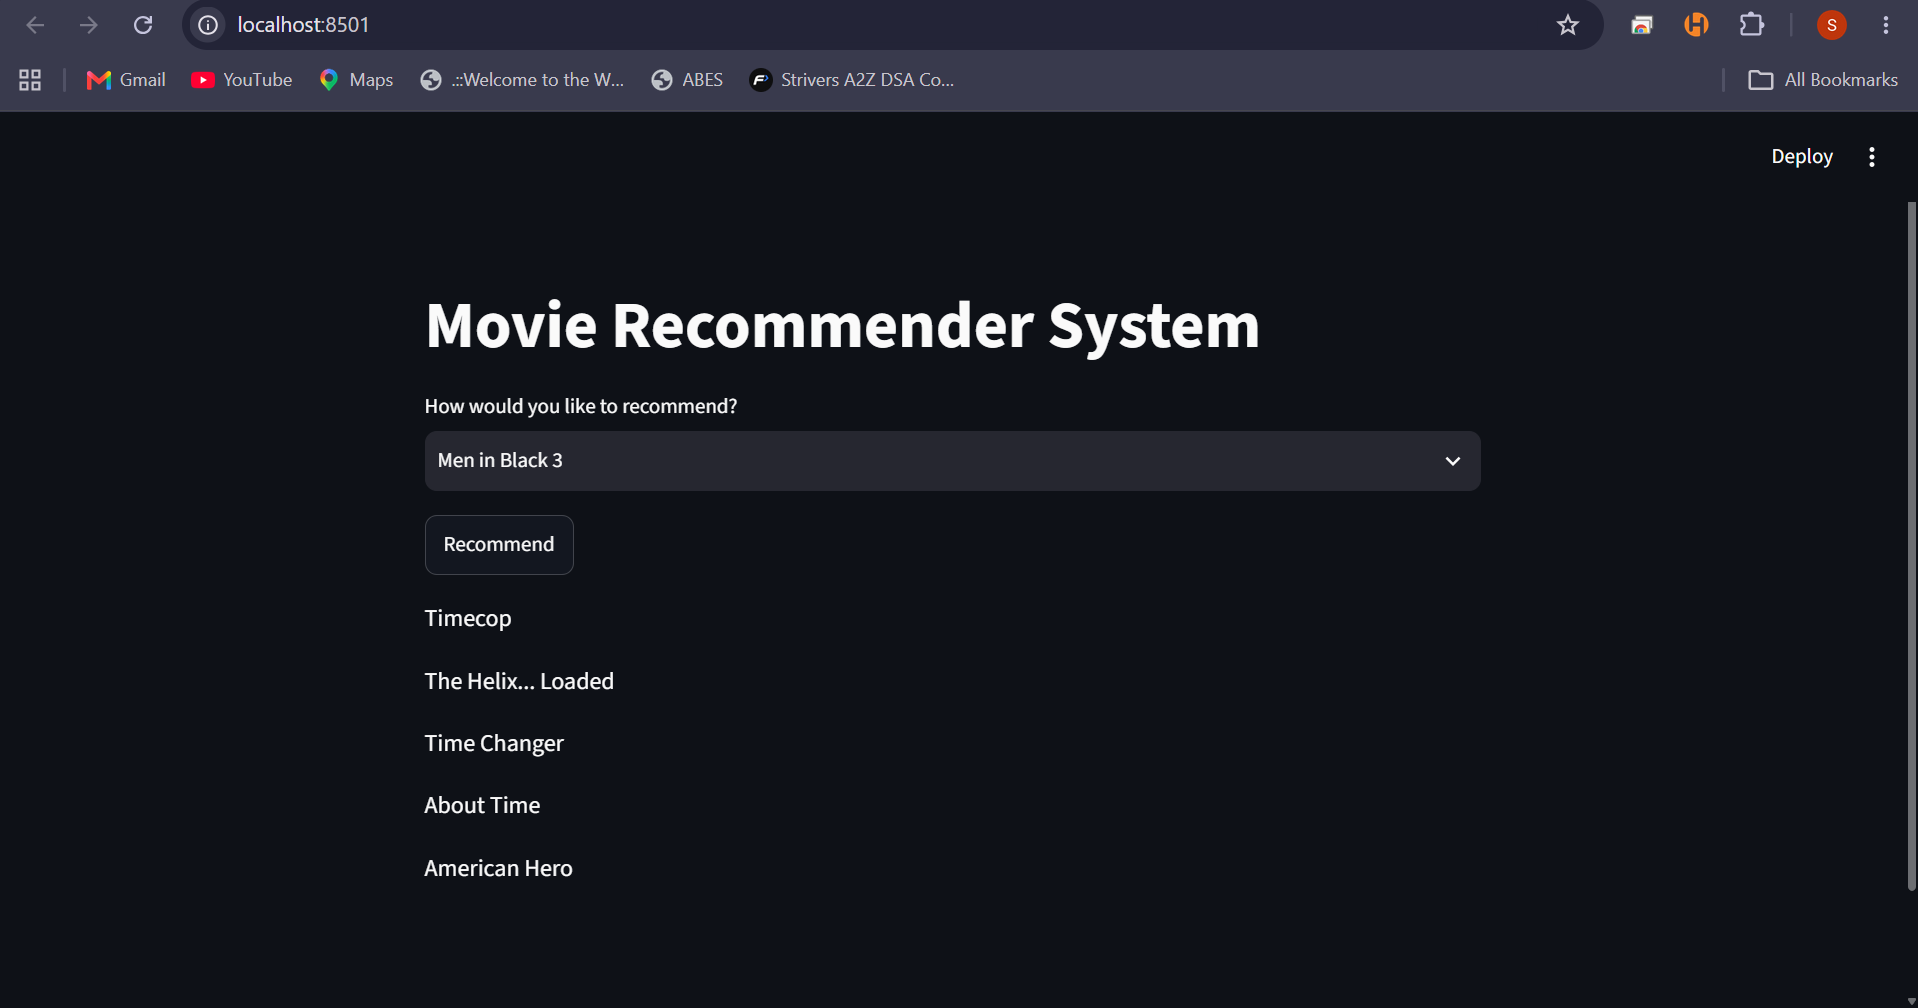 localhost:8501
S
Gmail
YouTube
Maps
.::Welcome to the W...
ABES
Strivers A2Z DSA Co...
All Bookmarks
Deploy
Movie Recommender System
How would you like to recommend?
Men in Black 3
Recommend
Timecop
The Helix... Loaded
Time Changer
About Time
American Hero